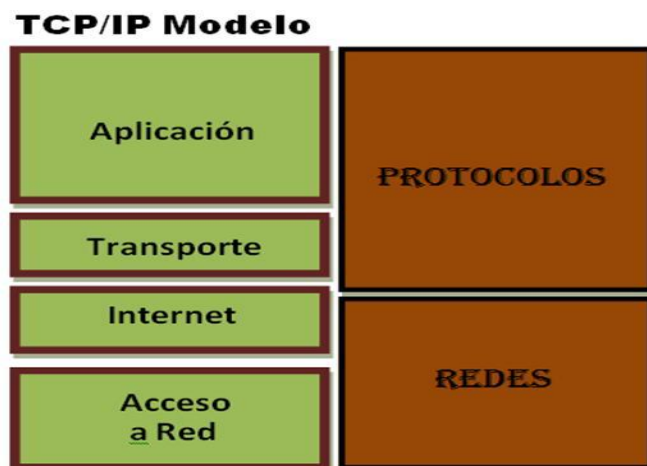 TCP/IP Modelo
Aplicación
Transporte
Internet
Acceso
a Red
PROTOCOLOS
REDES